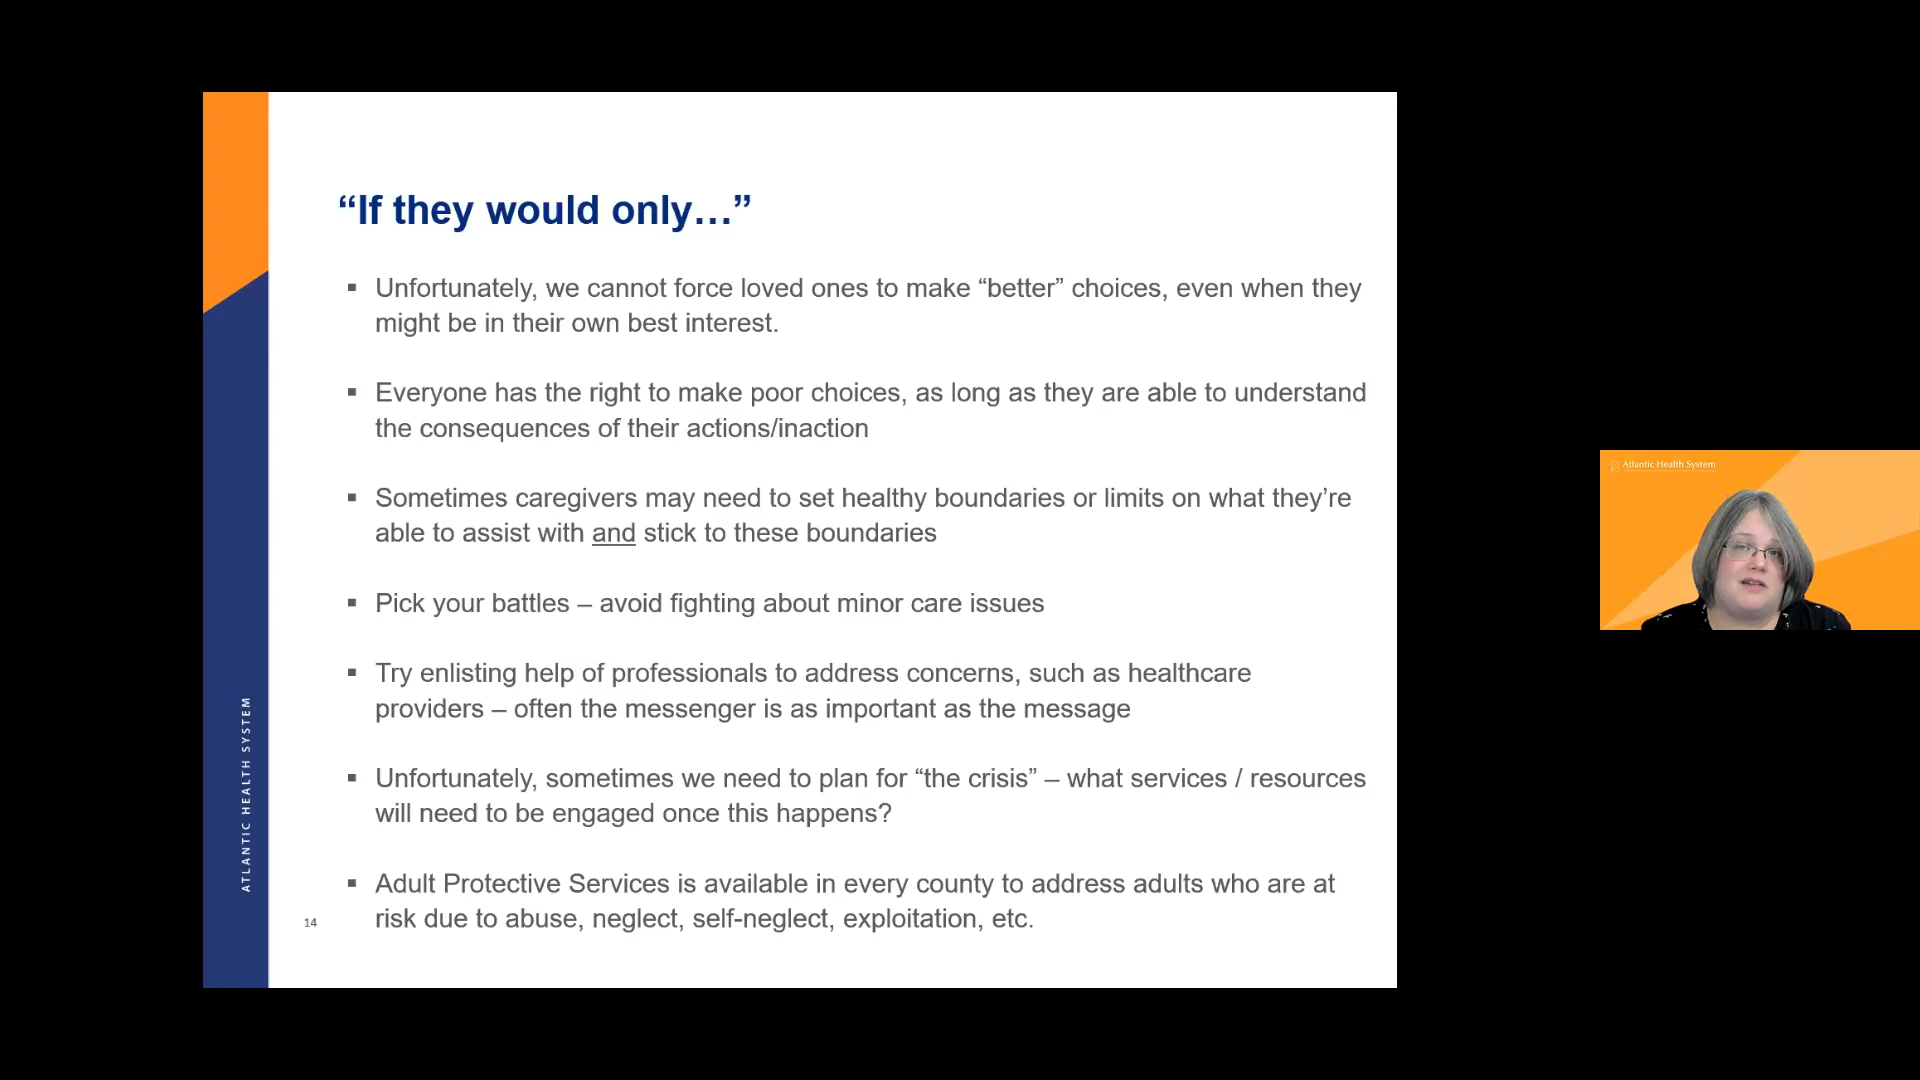 “If they would only…”
▪ Unfortunately, we cannot force loved ones to make “better” choices, even when they
might be in their own best interest.
▪ Everyone has the right to make poor choices, as long as they are able to understand
the consequences of their actions/inaction
▪ Sometimes caregivers may need to set healthy boundaries or limits on what they’re
able to assist with and stick to these boundaries
▪ Pick your battles – avoid fighting about minor care issues
▪ Try enlisting help of professionals to address concerns, such as healthcare
providers – often the messenger is as important as the message
▪ Unfortunately, sometimes we need to plan for “the crisis” – what services / resources
will need to be engaged once this happens?
▪ Adult Protective Services is available in every county to address adults who are at
risk due to abuse, neglect, self-neglect, exploitation, etc.
14
ATLANTIC HEALTH SYSTEM
Atlantic Health System